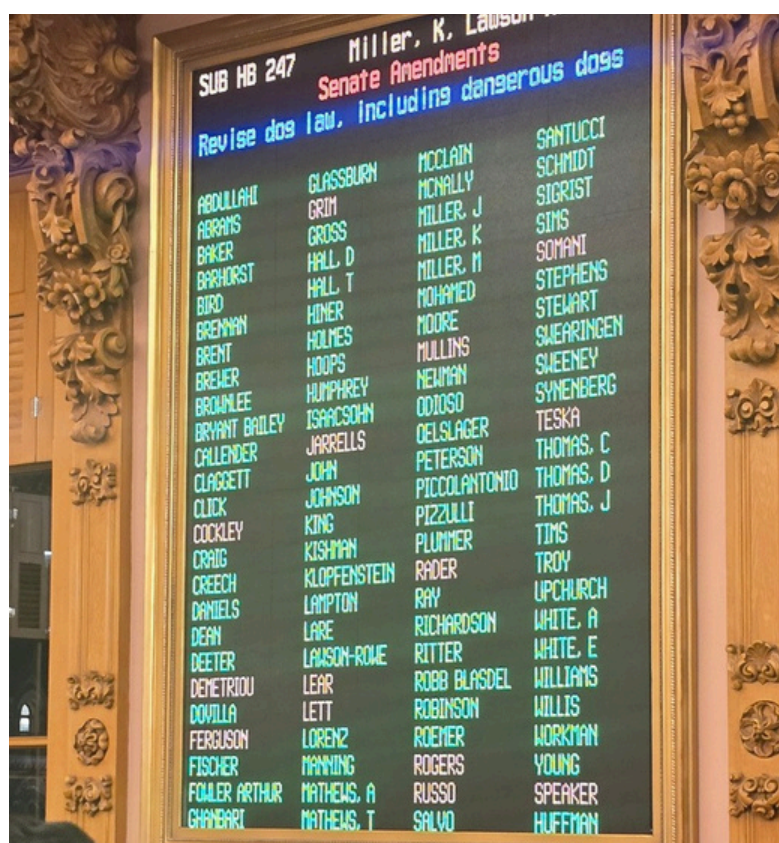 SUB HB 247 Miller, K, Lawson
Senate Amendments
Revise dog law, including dangerous dogs
ABDULLAHI
ABRAMS
BAKER
BARHORST
BIRD
BRENNAN
BRENT
BREWER
BROWNLEE
BRYANT BAILEY
CALLENDER
CLAGGETT
CLICK
COCKLEY
CRAIG
CREECH
DANIELS
DEAN
DEETER
DEMETRIOU
DOVILLA
FERGUSON
FISCHER
FOWLER ARTHUR
GHANBARI
GLASSBURN
GRIM
GROSS
HALL, D
HALL, T
HINER
HOLMES
HOOPS
HUMPHREY
ISAACSOHN
JARRELLS
JOHN
JOHNSON
KING
KISHMAN
KLOPFENSTEIN
LAMPTON
LARE
LAWSON-ROWE
LEAR
LETT
LORENZ
MANNING
MATHEWS, A
MATHEWS, T
MCCLAIN
MCNALLY
MILLER, J
MILLER, K
MILLER, M
MOHAMED
MOORE
MULLINS
NEWMAN
ODIOSO
OELSLAGER
PETERSON
PICCOLANTONIO
PIZZULLI
PLUMMER
RADER
RAY
RICHARDSON
RITTER
ROBB BLASDEL
ROBINSON
ROEMER
ROGERS
RUSSO
SALVO
SANTUCCI
SCHMIDT
SIGRIST
SIMS
SOMANI
STEPHENS
STEWART
SWEARINGEN
SWEENEY
SYNENBERG
TESKA
THOMAS, C
THOMAS, D
THOMAS, J
TIMS
TROY
UPCHURCH
WHITE, A
WHITE, E
WILLIAMS
WILLIS
WORKMAN
YOUNG
SPEAKER
HUFFMAN